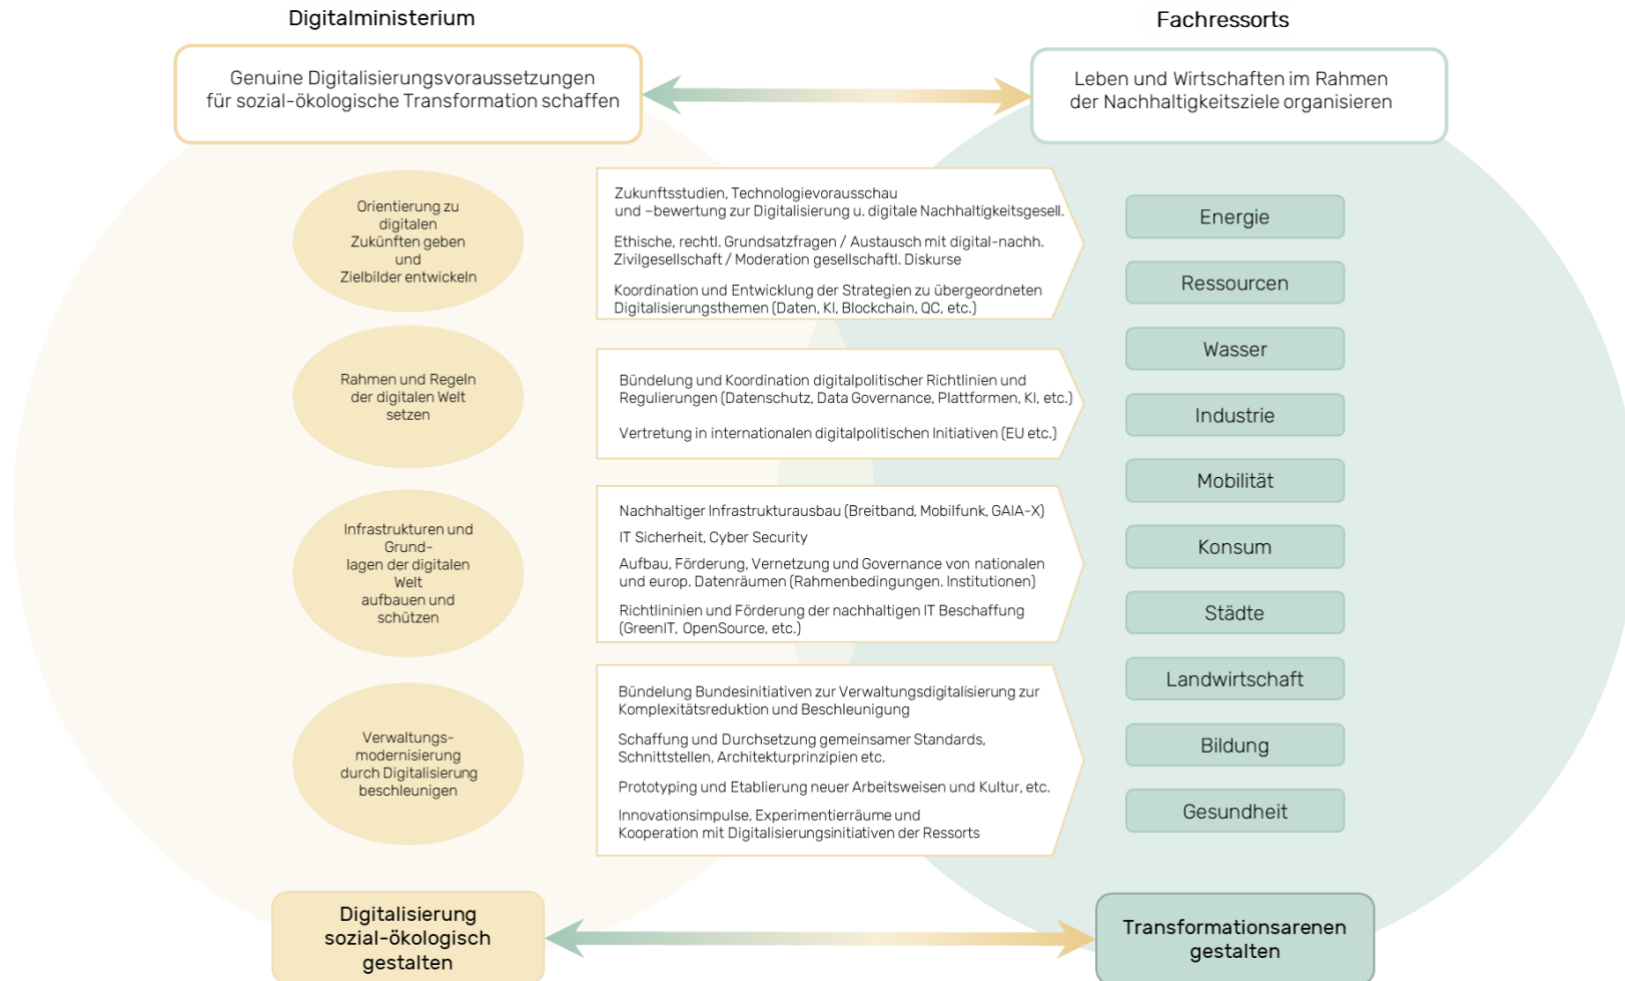 Digitalministerium
Fachressorts
Genuine Digitalisierungsvoraussetzungen
für sozial-ökologische Transformation schaffen
Leben und Wirtschaften im Rahmen
der Nachhaltigkeitsziele organisieren
Orientierung zu
digitalen
Zukünften geben
und
Zielbilder entwickeln
Zukunftsstudien, Technologievorausschau
und –bewertung zur Digitalisierung u. digitale Nachhaltigkeitsgesell.
Ethische, rechtl. Grundsatzfragen / Austausch mit digital-nachh.
Zivilgesellschaft / Moderation gesellschaftl. Diskurse
Koordination und Entwicklung der Strategien zu übergeordneten
Digitalisierungsthemen (Daten, KI, Blockchain, QC, etc.)
Rahmen und Regeln
der digitalen Welt
setzen
Bündelung und Koordination digitalpolitischer Richtlinien und
Regulierungen (Datenschutz, Data Governance, Plattformen, KI, etc.)
Vertretung in internationalen digitalpolitischen Initiativen (EU etc.)
Infrastrukturen und
Grund-
lagen der digitalen
Welt
aufbauen und
schützen
Nachhaltiger Infrastrukturausbau (Breitband, Mobilfunk, GAIA-X)
IT Sicherheit, Cyber Security
Aufbau, Förderung, Vernetzung und Governance von nationalen
und europ. Datenräumen (Rahmenbedingungen. Institutionen)
Richtlininien und Förderung der nachhaltigen IT Beschaffung
(GreenIT, OpenSource, etc.)
Verwaltungs-
modernisierung
durch Digitalisierung
beschleunigen
Bündelung Bundesinitiativen zur Verwaltungsdigitalisierung zur
Komplexitätsreduktion und Beschleunigung
Schaffung und Durchsetzung gemeinsamer Standards,
Schnittstellen, Architekturprinzipien etc.
Prototyping und Etablierung neuer Arbeitsweisen und Kultur, etc.
Innovationsimpulse, Experimentierräume und
Kooperation mit Digitalisierungsinitiativen der Ressorts
Energie
Ressourcen
Wasser
Industrie
Mobilität
Konsum
Städte
Landwirtschaft
Bildung
Gesundheit
Digitalisierung
sozial-ökologisch
gestalten
Transformationsarenen
gestalten